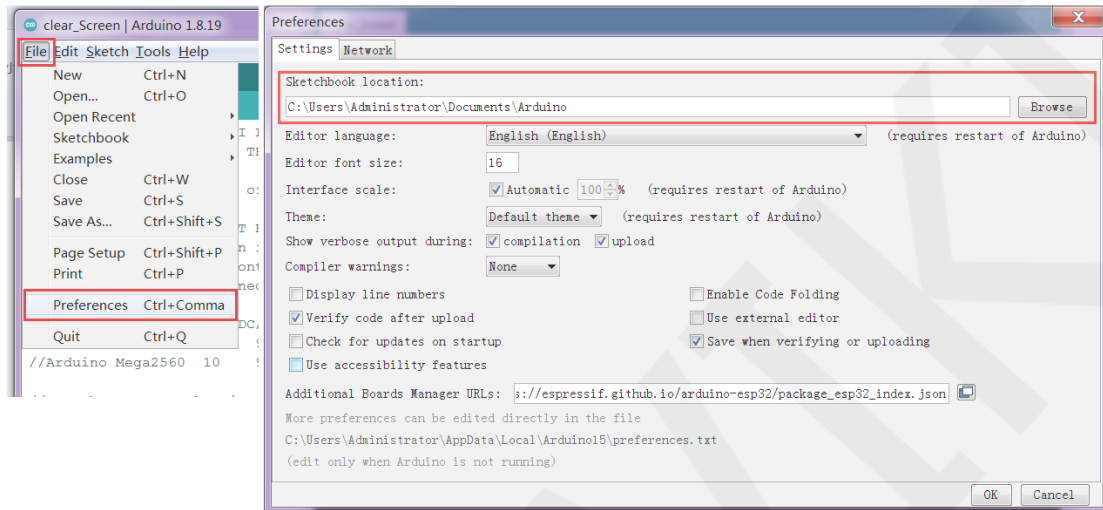 clear_Screen | Arduino 1.8.19
File Edit Sketch Tools Help
New Ctrl+N
Open... Ctrl+O
Open Recent
Sketchbook
Examples
Close Ctrl+W
Save Ctrl+S
Save As... Ctrl+Shift+S
Page Setup Ctrl+Shift+P
Print Ctrl+P
Preferences Ctrl+Comma
Quit Ctrl+Q
//Arduino Mega2560 10
Preferences
Settings Network
Sketchbook location:
C:\Users\Administrator\Documents\Arduino Browse
Editor language: English (English) (requires restart of Arduino)
Editor font size: 16
Interface scale: Automatic 100 % (requires restart of Arduino)
Theme: Default theme (requires restart of Arduino)
Show verbose output during: compilation upload
Compiler warnings: None
Display line numbers Enable Code Folding
Verify code after upload Use external editor
Check for updates on startup Save when verifying or uploading
Use accessibility features
Additional Boards Manager URLs: s://espressif.github.io/arduino-esp32/package_esp32_index.json
More preferences can be edited directly in the file
C:\Users\Administrator\AppData\Local\Arduino15\preferences.txt
(edit only when Arduino is not running)
OK Cancel